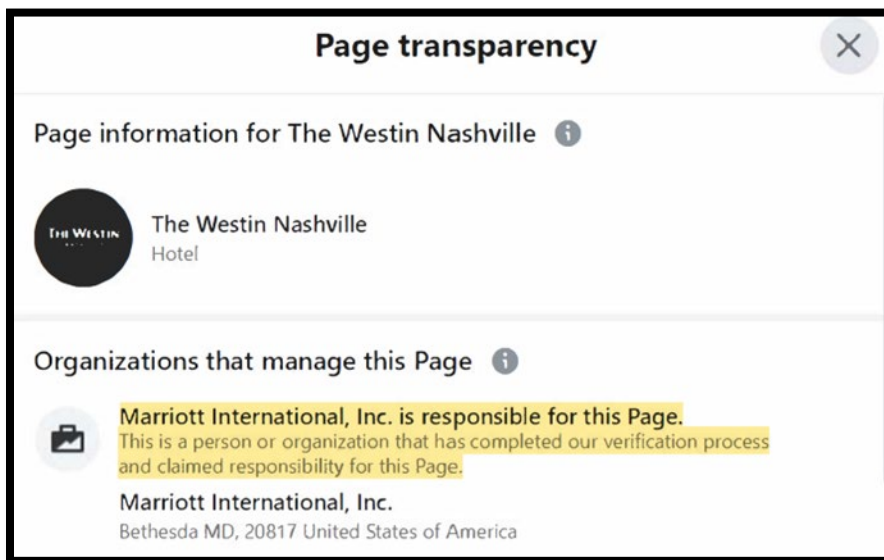 Page transparency
Page information for The Westin Nashville
THE WESTIN
The Westin Nashville
Hotel
Organizations that manage this Page
Marriott International, Inc. is responsible for this Page.
This is a person or organization that has completed our verification process
and claimed responsibility for this Page.
Marriott International, Inc.
Bethesda MD, 20817 United States of America